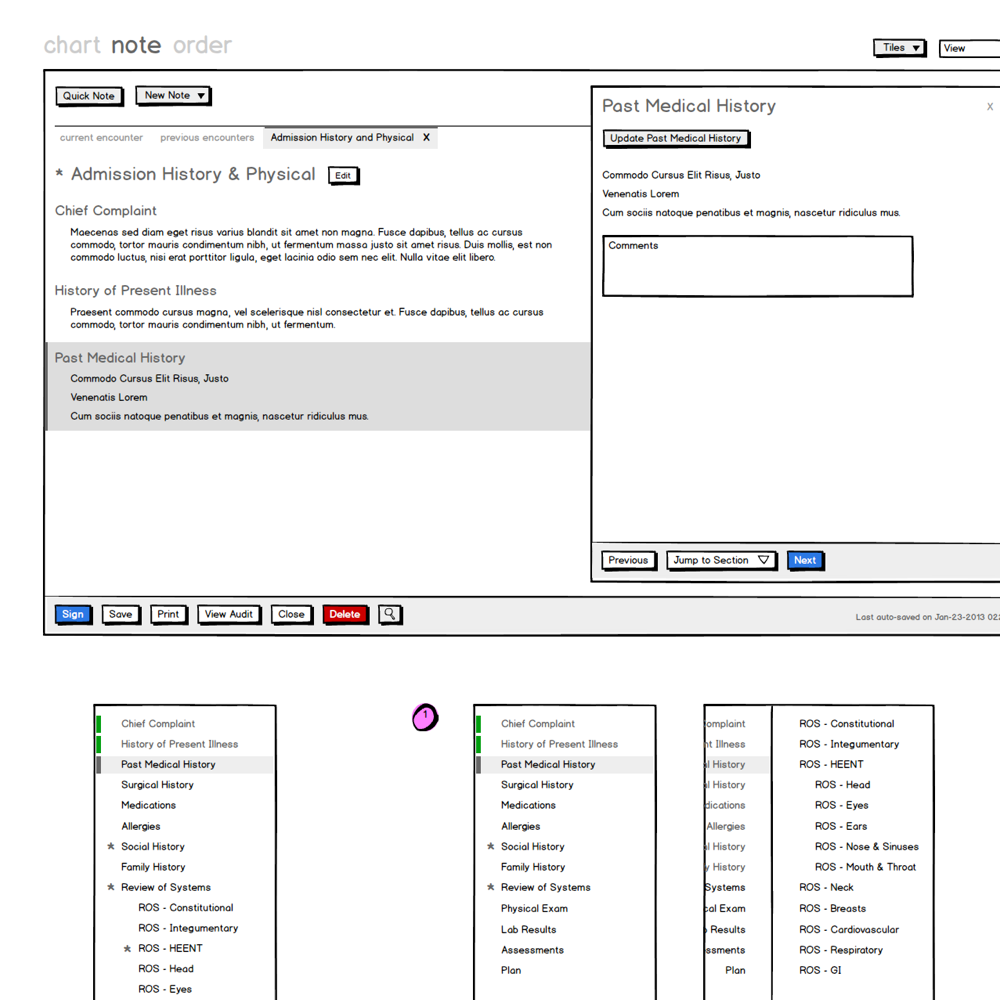 chart note order
Tiles
View
Quick Note
New Note
current encounter previous encounters Admission History and Physical X
* Admission History & Physical Edit
Chief Complaint
Maecenas sed diam eget risus varius blandit sit amet non magna. Fusce dapibus, tellus ac cursus
commodo, tortor mauris condimentum nibh, ut fermentum massa justo sit amet risus. Duis mollis, est non
commodo luctus, nisi erat porttitor ligula, eget lacinia odio sem nec elit. Nulla vitae elit libero.
History of Present Illness
Praesent commodo cursus magna, vel scelerisque nisl consectetur et. Fusce dapibus, tellus ac cursus
commodo, tortor mauris condimentum nibh, ut fermentum.
Past Medical History
Commodo Cursus Elit Risus, Justo
Venenatis Lorem
Cum sociis natoque penatibus et magnis, nascetur ridiculus mus.
Past Medical History X
Update Past Medical History
Commodo Cursus Elit Risus, Justo
Venenatis Lorem
Cum sociis natoque penatibus et magnis, nascetur ridiculus mus.
Comments
Previous Jump to Section Next
Sign Save Print View Audit Close Delete
Last auto-saved on Jan-23-2013
Chief Complaint
History of Present Illness
Past Medical History
Surgical History
Medications
Allergies
* Social History
Family History
* Review of Systems
ROS - Constitutional
ROS - Integumentary
* ROS - HEENT
ROS - Head
ROS - Eyes
1
Chief Complaint
History of Present Illness
Past Medical History
Surgical History
Medications
Allergies
* Social History
Family History
* Review of Systems
Physical Exam
Lab Results
Assessments
Plan
omplaint
Illness
History
History
dications
Allergies
History
History
Systems
cal Exam
Results
ssments
Plan
ROS - Constitutional
ROS - Integumentary
ROS - HEENT
ROS - Head
ROS - Eyes
ROS - Ears
ROS - Nose & Sinuses
ROS - Mouth & Throat
ROS - Neck
ROS - Breasts
ROS - Cardiovascular
ROS - Respiratory
ROS - GI